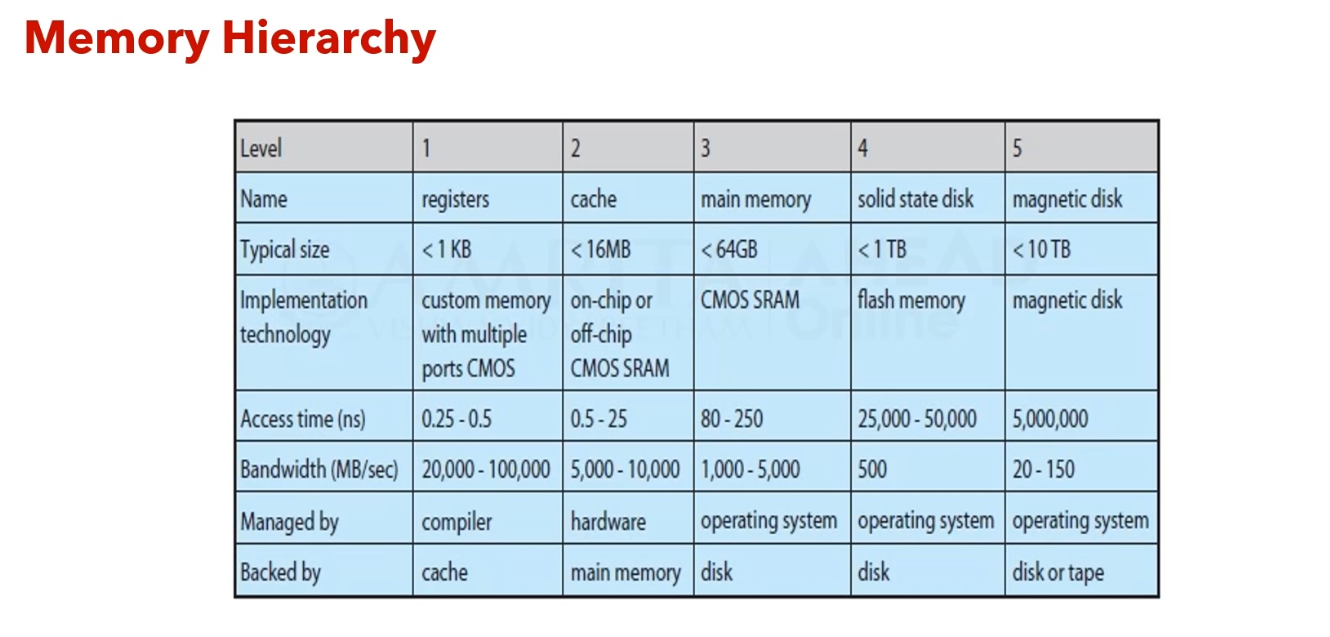 Memory Hierarchy
Level 1 2 3 4 5
Name registers cache main memory solid state disk magnetic disk
Typical size < 1 KB < 16MB < 64GB < 1 TB < 10 TB
Implementation custom memory on-chip or CMOS SRAM flash memory magnetic disk
technology with multiple off-chip
ports CMOS CMOS SRAM
Access time (ns) 0.25 - 0.5 0.5 - 25 80 - 250 25,000 - 50,000 5,000,000
Bandwidth (MB/sec) 20,000 - 100,000 5,000 - 10,000 1,000 - 5,000 500 20 - 150
Managed by compiler hardware operating system operating system operating system
Backed by cache main memory disk disk disk or tape
AMRITA AHEAD
Online